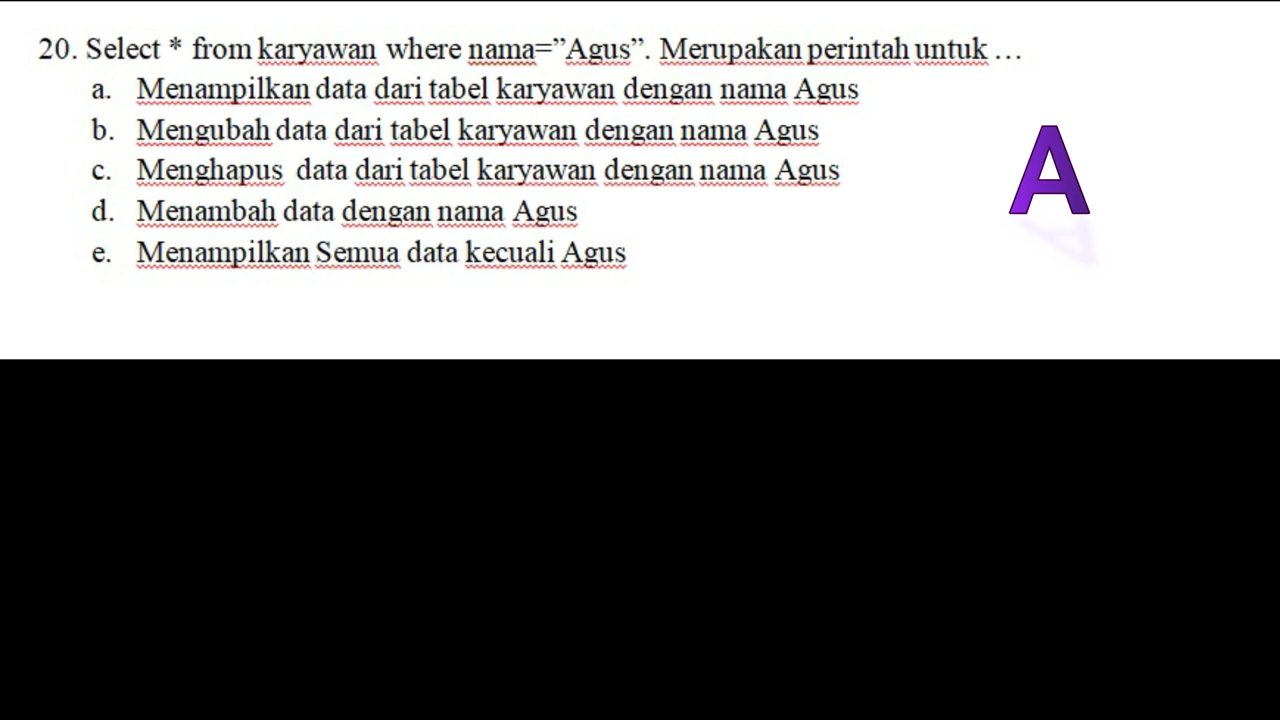 20. Select * from karyawan where nama=”Agus”. Merupakan perintah untuk …
a. Menampilkan data dari tabel karyawan dengan nama Agus
b. Mengubah data dari tabel karyawan dengan nama Agus
c. Menghapus data dari tabel karyawan dengan nama Agus
d. Menambah data dengan nama Agus
e. Menampilkan Semua data kecuali Agus
A